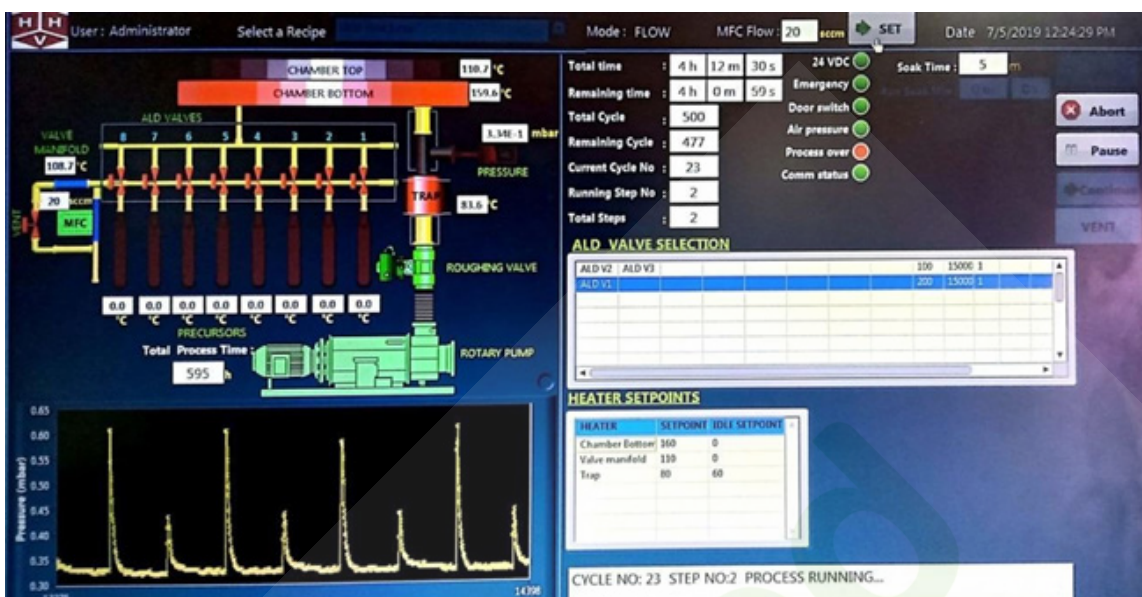 HHV User : Administrator Select a Recipe Mode : FLOW MFC Flow : 20 sccm SET Date 7/5/2019 12:24:29 PM
CHAMBER TOP 110.7 °C
CHAMBER BOTTOM 159.6 °C
ALD VALVES
8 7 6 5 4 3 2 1
VALVE MANIFOLD
108.7 °C
20 sccm
MFC
VENT
3.34E-1 mbar
PRESSURE
TRAP
83.6 °C
ROUGHING VALVE
0.0 0.0 0.0 0.0 0.0 0.0 0.0 0.0
°C °C °C °C °C °C °C °C
PRECURSORS
Total Process Time :
595 h
ROTARY PUMP
0.65
0.60
0.55
0.50
0.45
0.40
0.35
0.30
Pressure (mbar)
14398
Total time : 4 h 12 m 30 s
Remaining time : 4 h 0 m 59 s
Total Cycle : 500
Remaining Cycle : 477
Current Cycle No : 23
Running Step No : 2
Total Steps : 2
24 VDC
Emergency
Door switch
Air pressure
Process over
Comm status
Soak Time : 5 m
Abort
Pause
Continue
VENT
ALD VALVE SELECTION
ALD V2 ALD V3 100 15000 1
ALD V1 200 15000 1
HEATER SETPOINTS
HEATER SETPOINT IDLE SETPOINT
Chamber Bottom 160 0
Valve manifold 110 0
Trap 80 60
CYCLE NO: 23 STEP NO:2 PROCESS RUNNING...